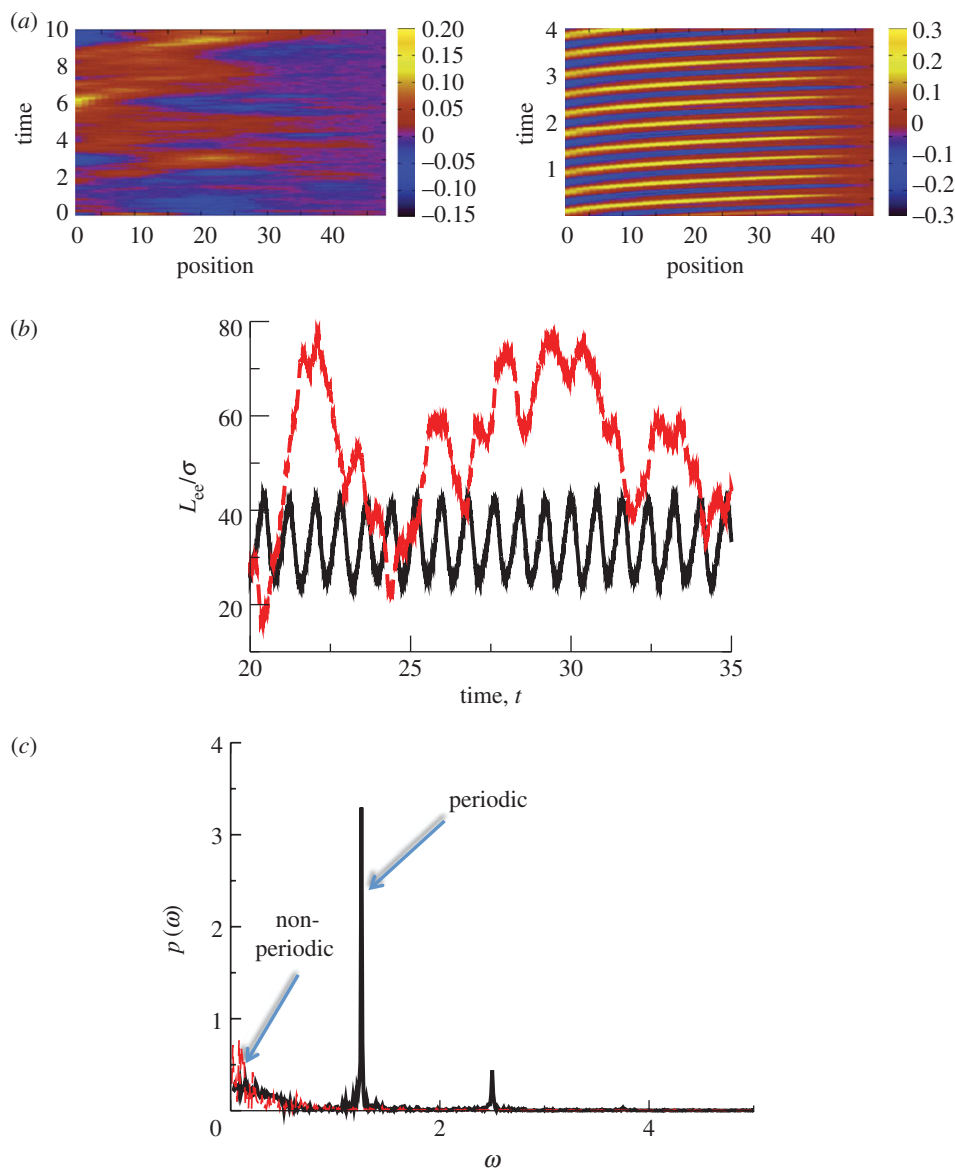 (a)
10
8
6
4
2
0
time
0 10 20 30 40
position
0.20
0.15
0.10
0.05
0
–0.05
–0.10
–0.15
4
3
2
1
time
0 10 20 30 40
position
0.3
0.2
0.1
0
–0.1
–0.2
–0.3
(b)
80
60
40
20
Lee/σ
20 25 30 35
time, t
(c)
4
3
2
1
p (ω)
periodic
non-
periodic
0 2 4
ω